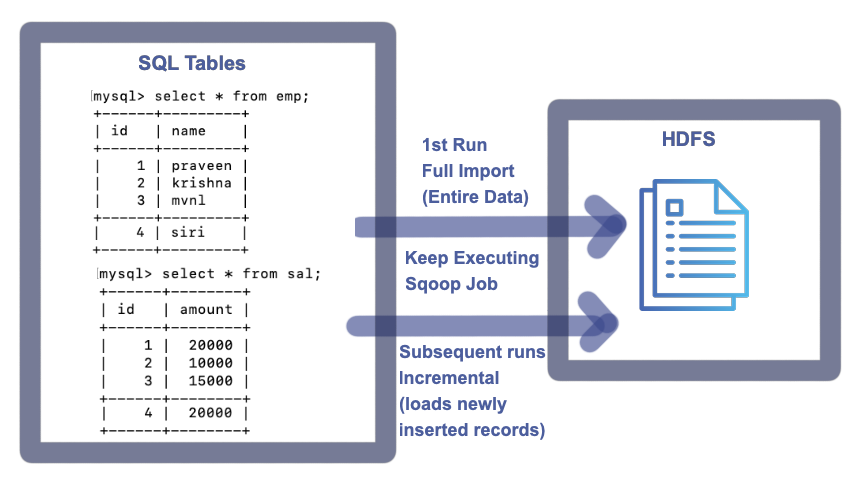 SQL Tables
mysql> select * from emp;
+------+---------+
| id   | name    |
+------+---------+
|    1 | praveen |
|    2 | krishna |
|    3 | mvnl    |
+------+---------+
|    4 | siri    |
+------+---------+
mysql> select * from sal;
+------+--------+
| id   | amount |
+------+--------+
|    1 |  20000 |
|    2 |  10000 |
|    3 |  15000 |
+------+--------+
|    4 |  20000 |
+------+--------+
1st Run
Full Import
(Entire Data)
Keep Executing
Sqoop Job
Subsequent runs
Incremental
(loads newly
inserted records)
HDFS